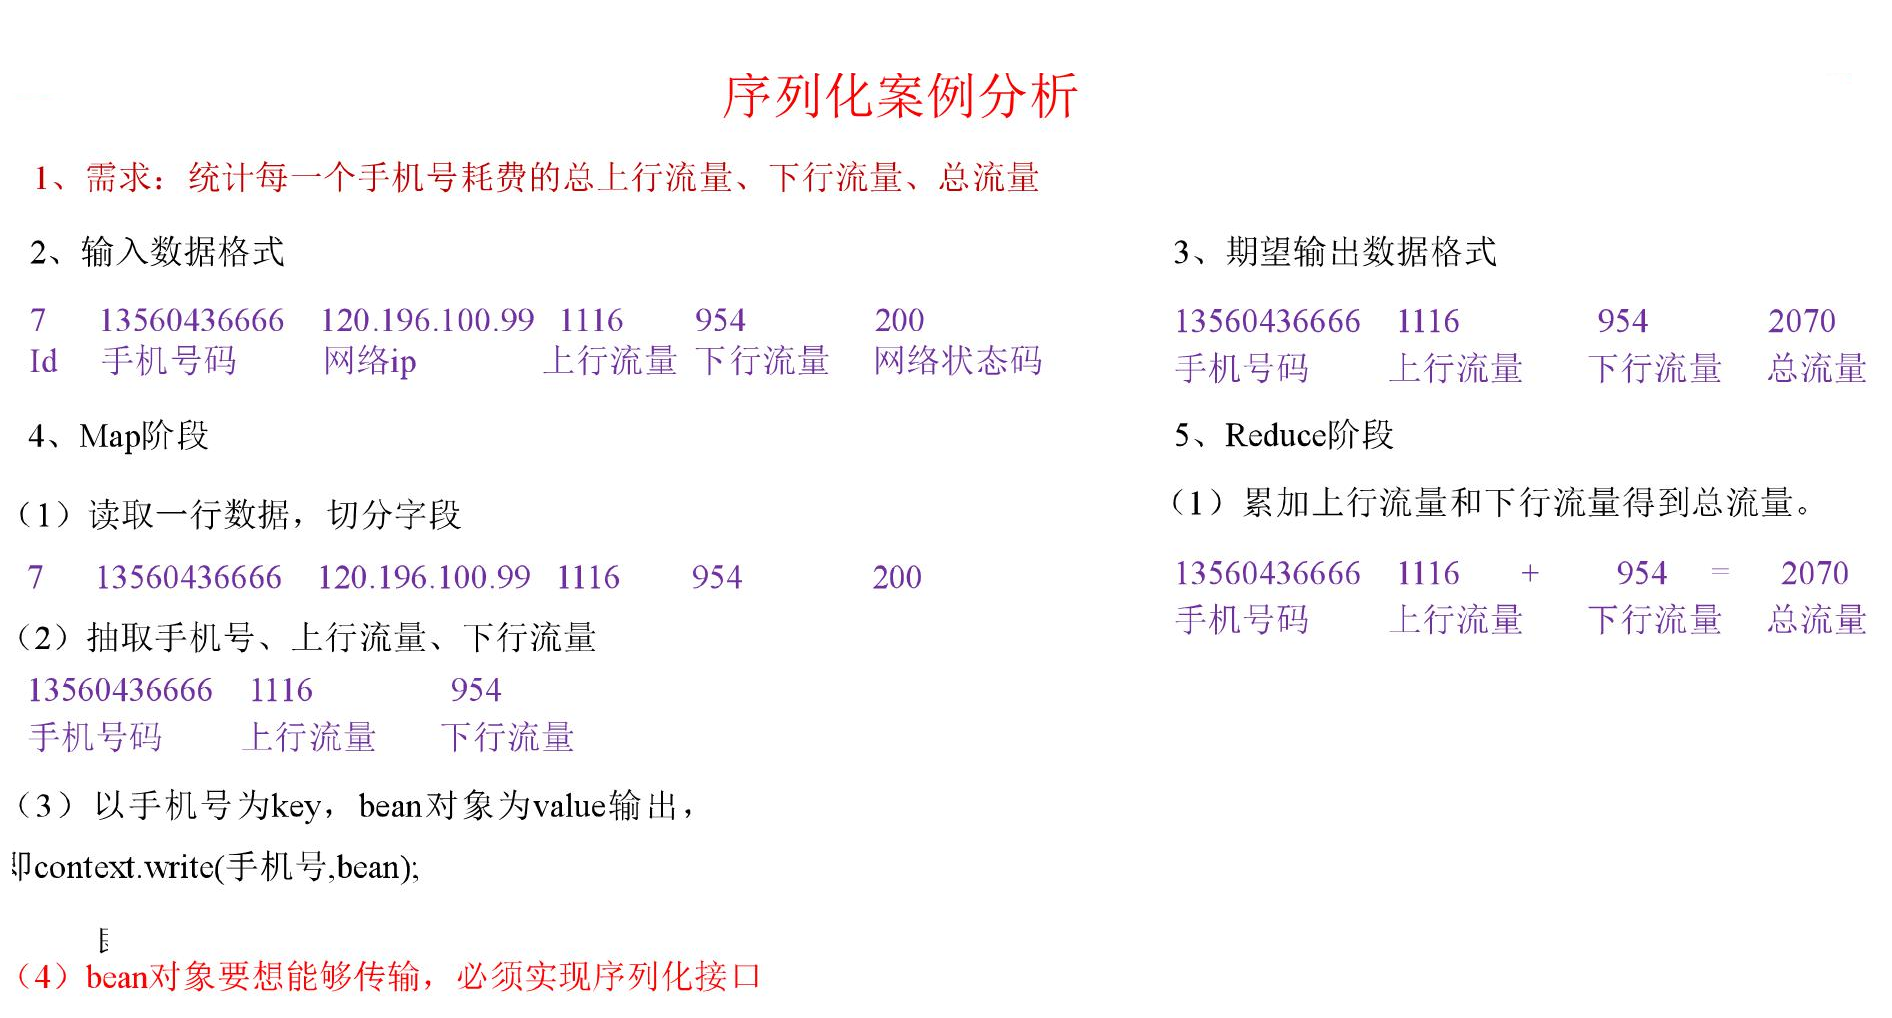 序列化案例分析
1、需求：统计每一个手机号耗费的总上行流量、下行流量、总流量
2、输入数据格式
7 13560436666 120.196.100.99 1116 954 200
Id 手机号码 网络ip 上行流量 下行流量 网络状态码
3、期望输出数据格式
13560436666 1116 954 2070
手机号码 上行流量 下行流量 总流量
4、Map阶段
（1）读取一行数据，切分字段
7 13560436666 120.196.100.99 1116 954 200
（2）抽取手机号、上行流量、下行流量
13560436666 1116 954
手机号码 上行流量 下行流量
（3）以手机号为key，bean对象为value输出，
即context.write(手机号,bean);
（4）bean对象要想能够传输，必须实现序列化接口
5、Reduce阶段
（1）累加上行流量和下行流量得到总流量。
13560436666 1116 + 954 = 2070
手机号码 上行流量 下行流量 总流量